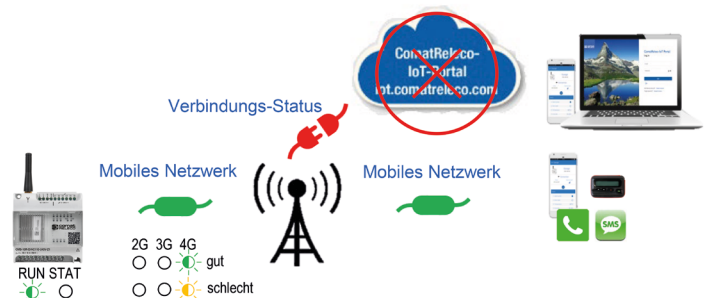 ComatReleco-
IoT-Portal
iot.comatreleco.com
Verbindungs-Status
Mobiles Netzwerk
Mobiles Netzwerk
2G 3G 4G
gut
schlecht
RUN STAT
SMS